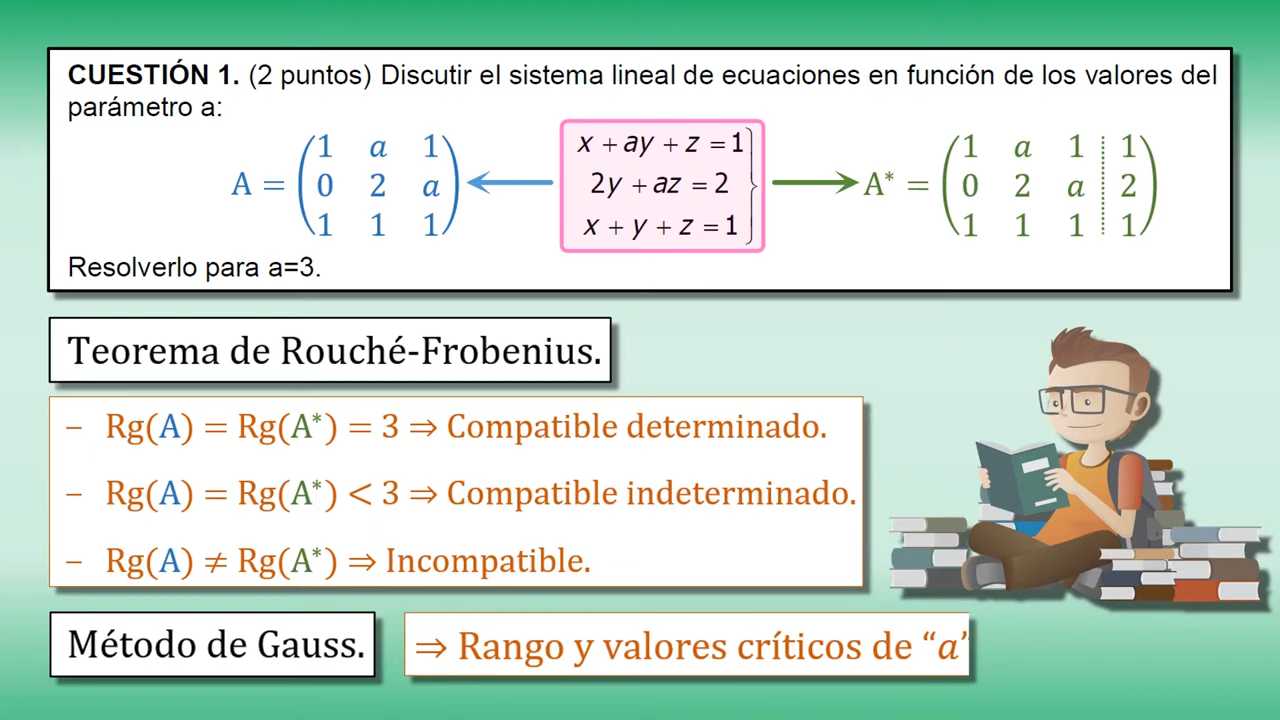 CUESTIÓN 1. (2 puntos) Discutir el sistema lineal de ecuaciones en función de los valores del
parámetro a:
A = (1 a 1 / 0 2 a / 1 1 1)
x + ay + z = 1
2y + az = 2
x + y + z = 1
A* = (1 a 1 ⋮ 1 / 0 2 a ⋮ 2 / 1 1 1 ⋮ 1)
Resolverlo para a=3.
Teorema de Rouché-Frobenius.
– Rg(A) = Rg(A*) = 3 ⇒ Compatible determinado.
– Rg(A) = Rg(A*) < 3 ⇒ Compatible indeterminado.
– Rg(A) ≠ Rg(A*) ⇒ Incompatible.
Método de Gauss.
⇒ Rango y valores críticos de “a”